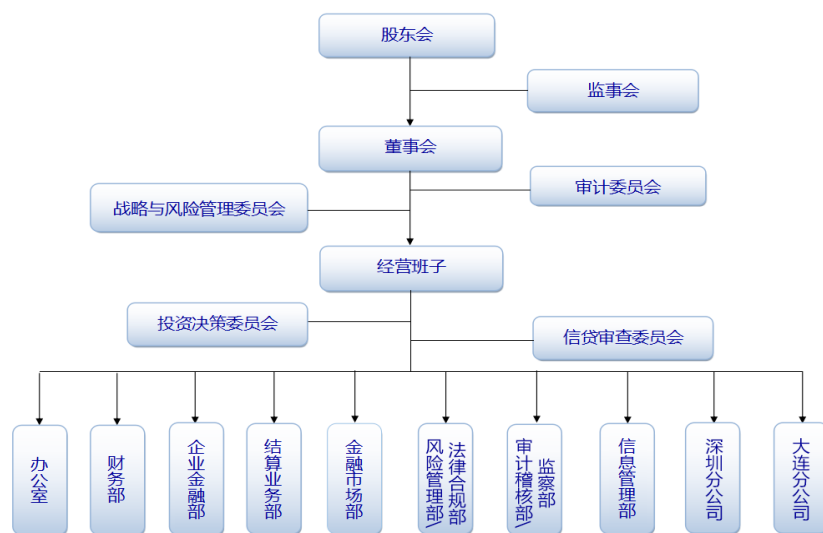 股东会
监事会
董事会
审计委员会
战略与风险管理委员会
经营班子
投资决策委员会
信贷审查委员会
办公室
财务部
企业金融部
结算业务部
金融市场部
风险管理部/
法律合规部
审计稽核部/
监察部
信息管理部
深圳分公司
大连分公司